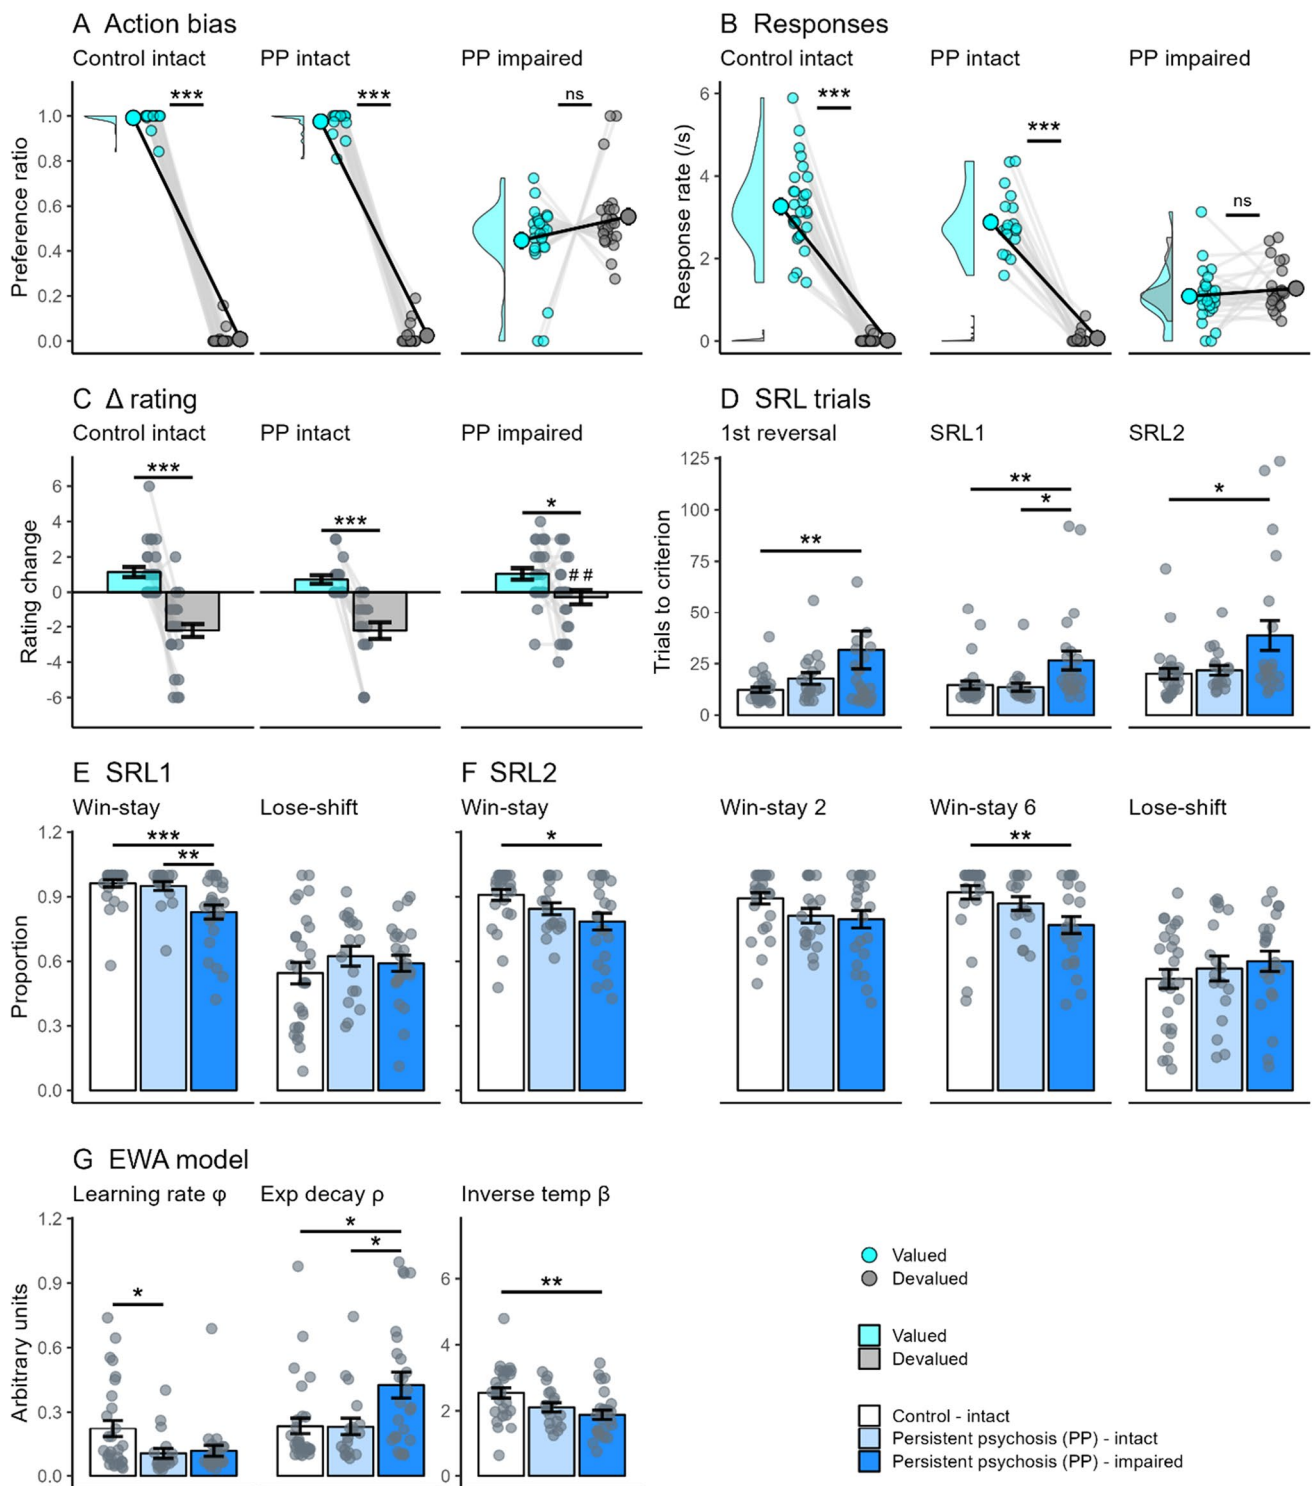 A Action bias
Control intact PP intact PP impaired
*** *** ns
Preference ratio
1.0
0.8
0.6
0.4
0.2
0.0
B Responses
Control intact PP intact PP impaired
*** *** ns
Response rate (/s)
6
4
2
0
C Δ rating
Control intact PP intact PP impaired
*** *** * ##
Rating change
6
4
2
0
-2
-4
-6
D SRL trials
1st reversal SRL1 SRL2
** ** * *
Trials to criterion
125
100
75
50
25
0
E SRL1
Win-stay Lose-shift
*** **
Proportion
1.2
0.9
0.6
0.3
0.0
F SRL2
Win-stay Win-stay 2 Win-stay 6 Lose-shift
* **
G EWA model
Learning rate φ Exp decay ρ Inverse temp β
* * * **
Arbitrary units
1.2
0.9
0.6
0.3
0.0
6
4
2
0
Valued
Devalued
Valued
Devalued
Control - intact
Persistent psychosis (PP) - intact
Persistent psychosis (PP) - impaired